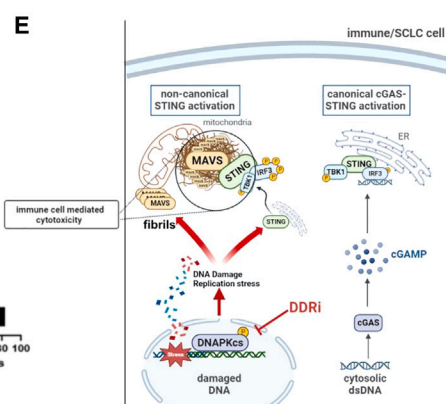 E
immune/SCLC cell
non-canonical
STING activation
canonical cGAS-
STING activation
mitochondria
ER
MAVS
STING
TBK1
IRF3
P
P
P
P
MAVS
STING
TBK1
IRF3
P
P
immune cell mediated
cytotoxicity
fibrils
STING
cGAMP
DNA Damage
Replication stress
DDRi
P
DNAPKcs
Stress
cGAS
damaged
DNA
cytosolic
dsDNA
80 100
s